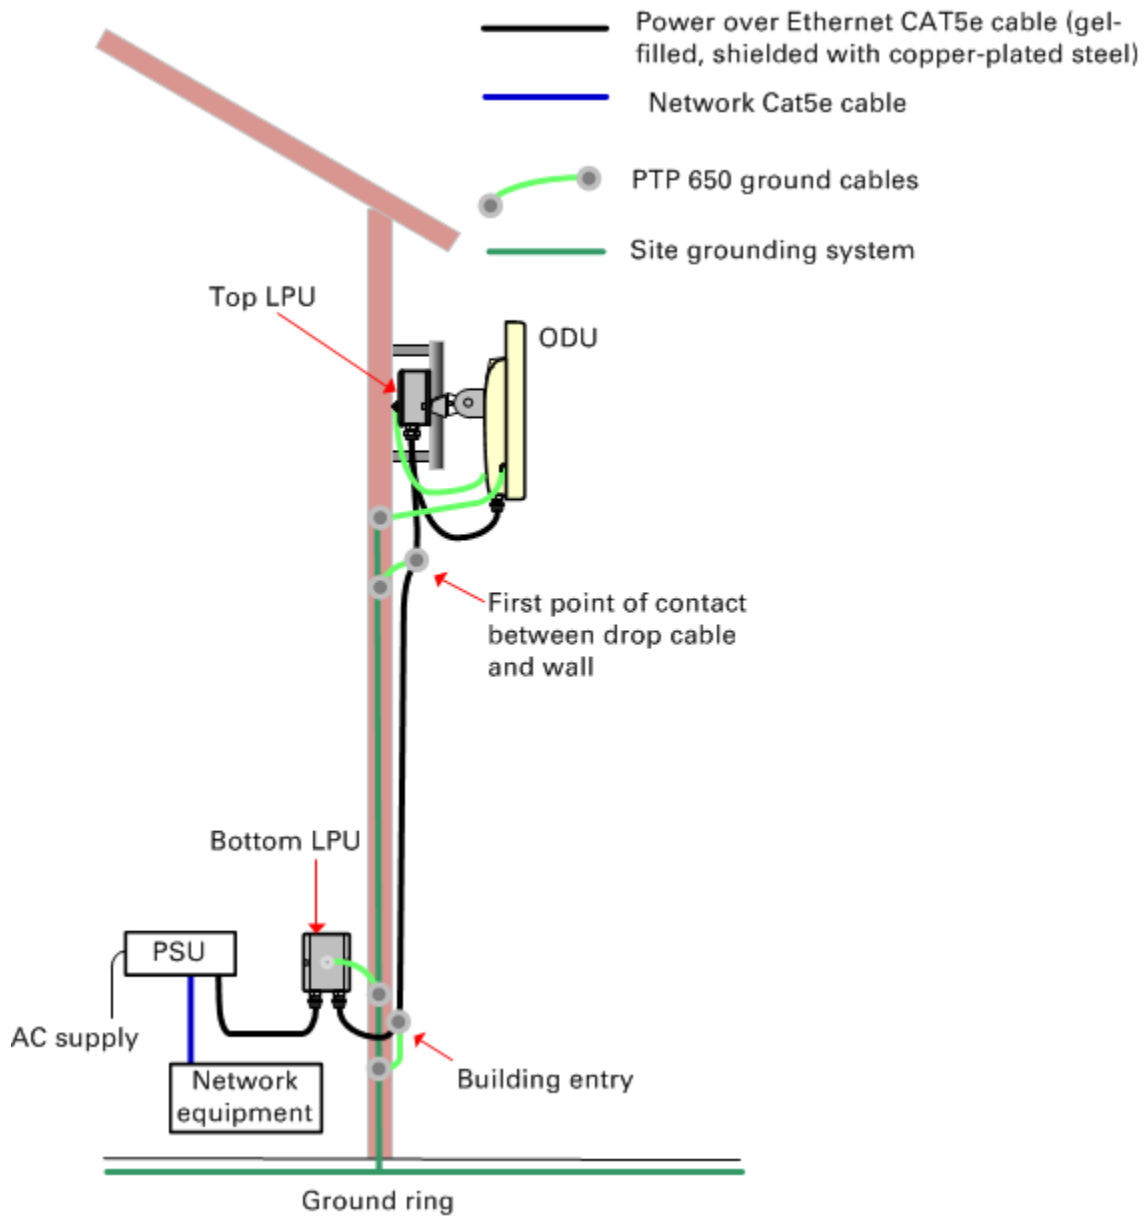 Power over Ethernet CAT5e cable (gel-
filled, shielded with copper-plated steel)
Network Cat5e cable
PTP 650 ground cables
Site grounding system
Top LPU
ODU
First point of contact
between drop cable
and wall
Bottom LPU
PSU
AC supply
Network
equipment
Building entry
Ground ring